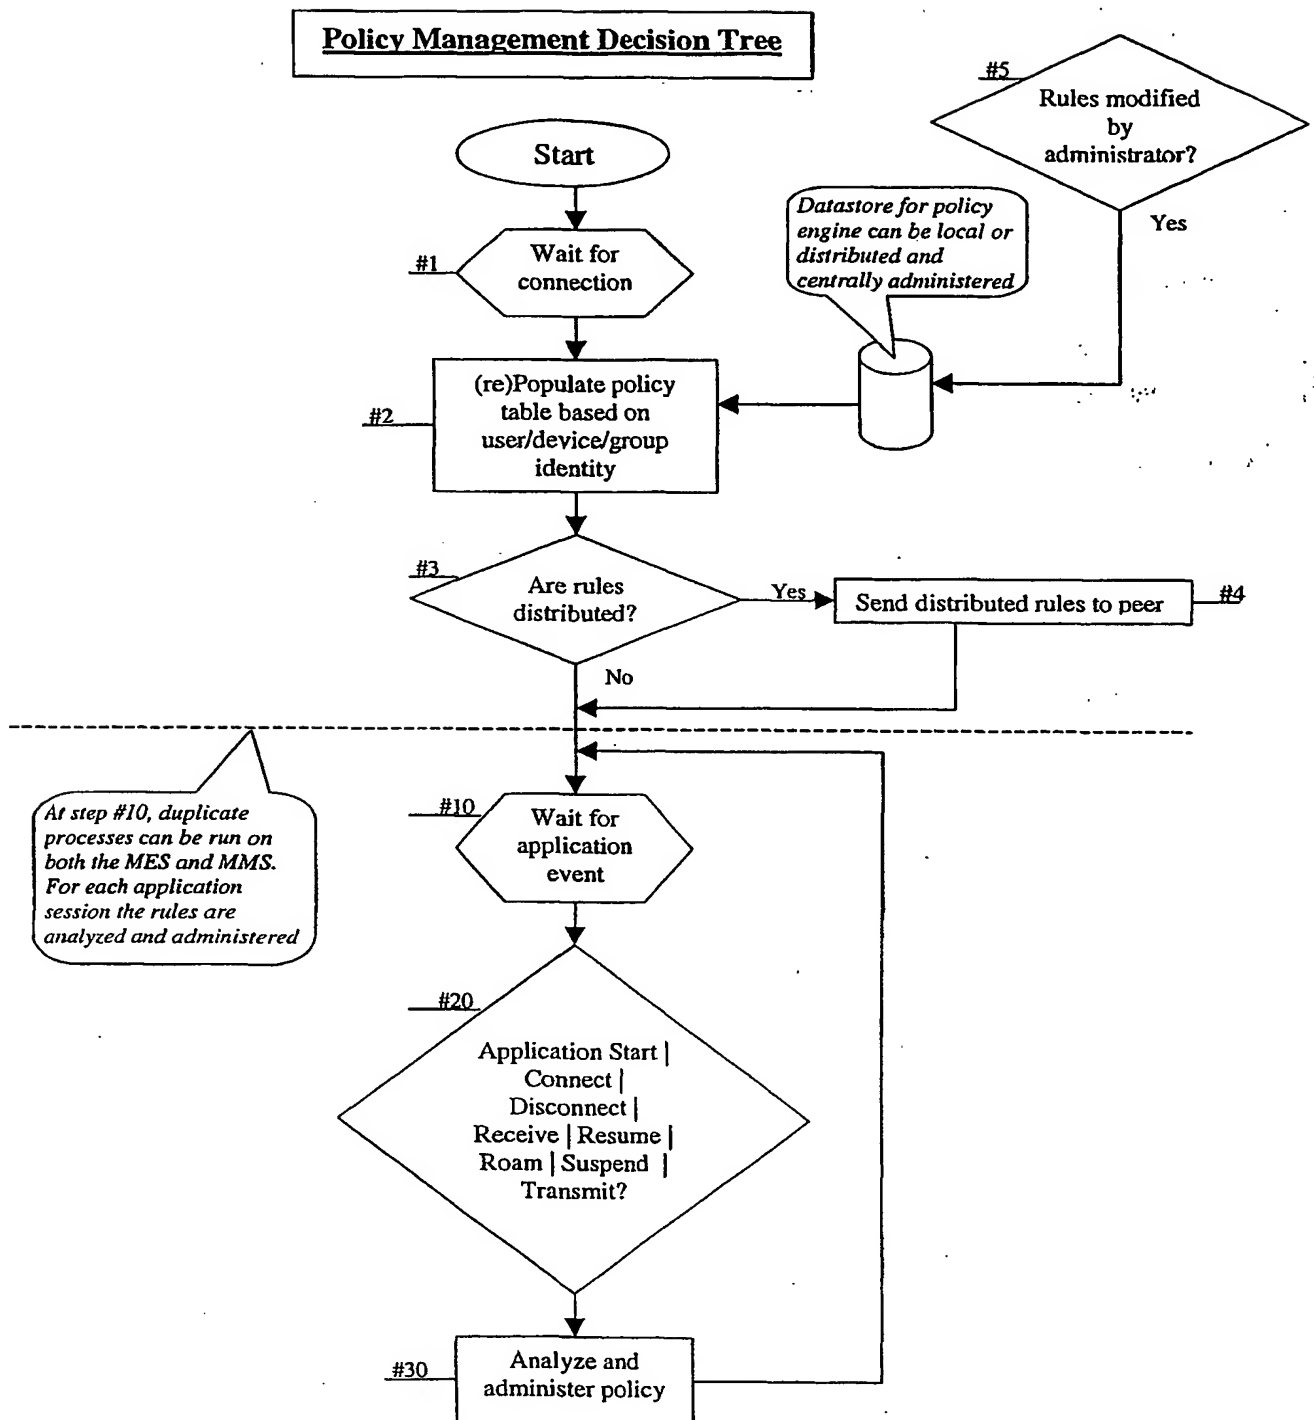 Policy Management Decision Tree
#5
Rules modified
by
administrator?
Start
Yes
Datastore for policy
engine can be local or
distributed and
centrally administered
#1
Wait for
connection
#2
(re)Populate policy
table based on
user/device/group
identity
#3
Are rules
distributed?
Yes
Send distributed rules to peer
#4
No
At step #10, duplicate
processes can be run on
both the MES and MMS.
For each application
session the rules are
analyzed and administered
#10
Wait for
application
event
#20
Application Start |
Connect |
Disconnect |
Receive | Resume |
Roam | Suspend |
Transmit?
#30
Analyze and
administer policy